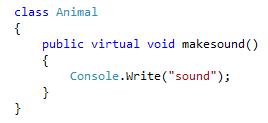 class Animal
{
    public virtual void makesound()
    {
        Console.Write("sound");
    }
}